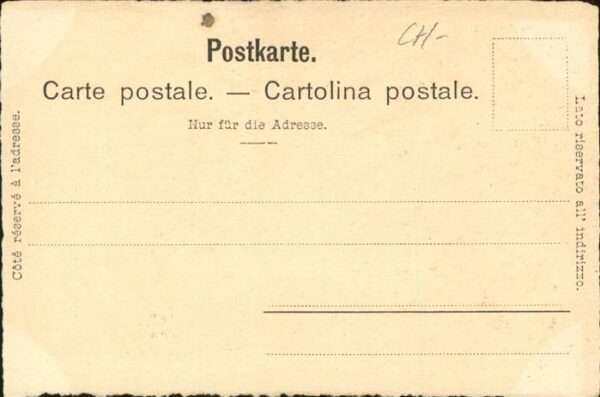 CH-
Postkarte.
Carte postale. — Cartolina postale.
Nur für die Adresse.
Côté réservé à l'adresse.
Lato riservato all' indirizzo.